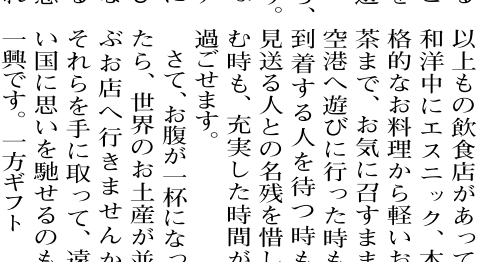 以上もの飲食店があって
和洋中にエスニック、本
格的なお料理から軽いお
茶まで、お気に召すまま
空港へ遊びに行った時も
到着する人を待つ時も
見送る人との名残を惜し
む時も、充実した時間が
過ごせます。
さて、お腹が一杯になっ
たら、世界のお土産が並
ぶお店へ行きませんか
それらを手に取って、遠
い国に思いを馳せるのも
一興です。一方ギフト